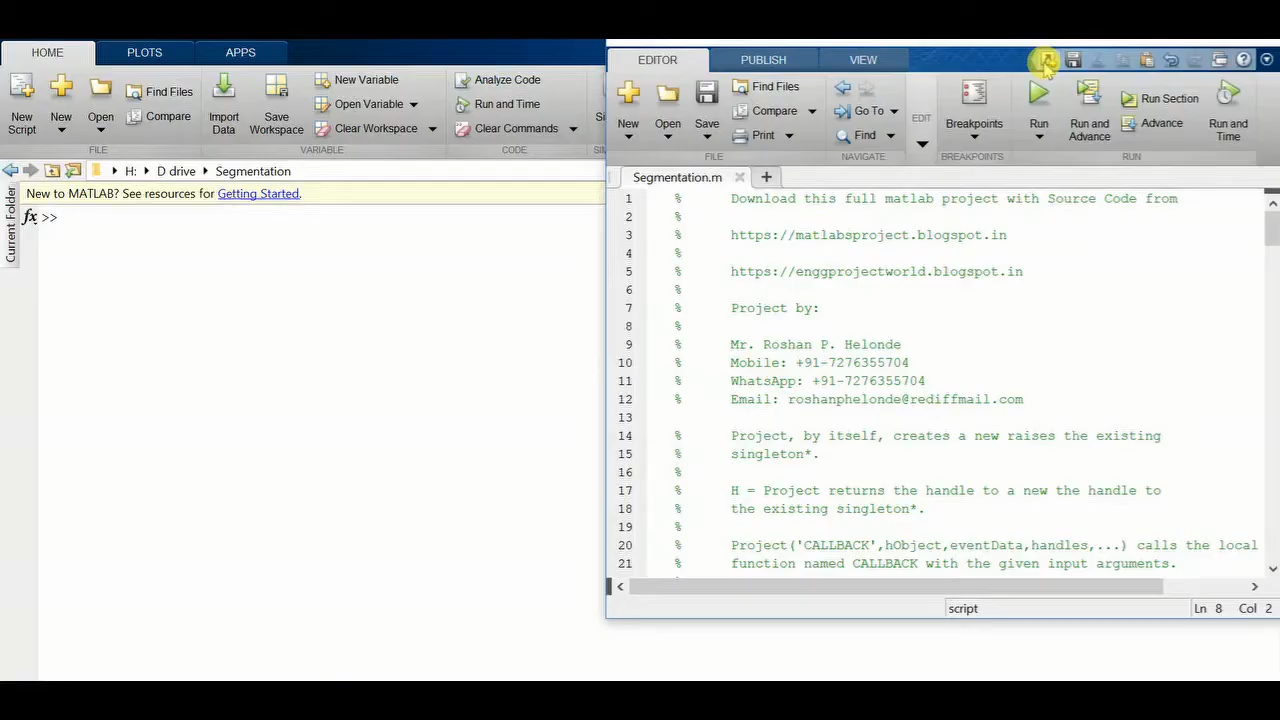 HOME
PLOTS
APPS
New Script
New
Open
Find Files
Compare
Import Data
Save Workspace
New Variable
Open Variable
Clear Workspace
Analyze Code
Run and Time
Clear Commands
FILE
VARIABLE
CODE
H:
D drive
Segmentation
Current Folder
New to MATLAB? See resources for Getting Started.
fx >>
EDITOR
PUBLISH
VIEW
New
Open
Save
Find Files
Compare
Print
Go To
Find
EDIT
Breakpoints
Run
Run and Advance
Run Section
Advance
Run and Time
FILE
NAVIGATE
BREAKPOINTS
RUN
Segmentation.m
1 % Download this full matlab project with Source Code from
2 %
3 % https://matlabsproject.blogspot.in
4 %
5 % https://enggprojectworld.blogspot.in
6 %
7 % Project by:
8 %
9 % Mr. Roshan P. Helonde
10 % Mobile: +91-7276355704
11 % WhatsApp: +91-7276355704
12 % Email: roshanphelonde@rediffmail.com
13
14 % Project, by itself, creates a new raises the existing
15 % singleton*.
16 %
17 % H = Project returns the handle to a new the handle to
18 % the existing singleton*.
19 %
20 % Project('CALLBACK',hObject,eventData,handles,...) calls the local
21 % function named CALLBACK with the given input arguments.
script
Ln 8 Col 2